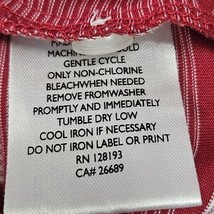 MADE
MACHINE COLD
GENTLE CYCLE
ONLY NON-CHLORINE
BLEACHWHEN NEEDED
REMOVE FROMWASHER
PROMPTLY AND IMMEDIATELY
TUMBLE DRY LOW
COOL IRON IF NECESSARY
DO NOT IRON LABEL OR PRINT
RN 128193
CA# 26689